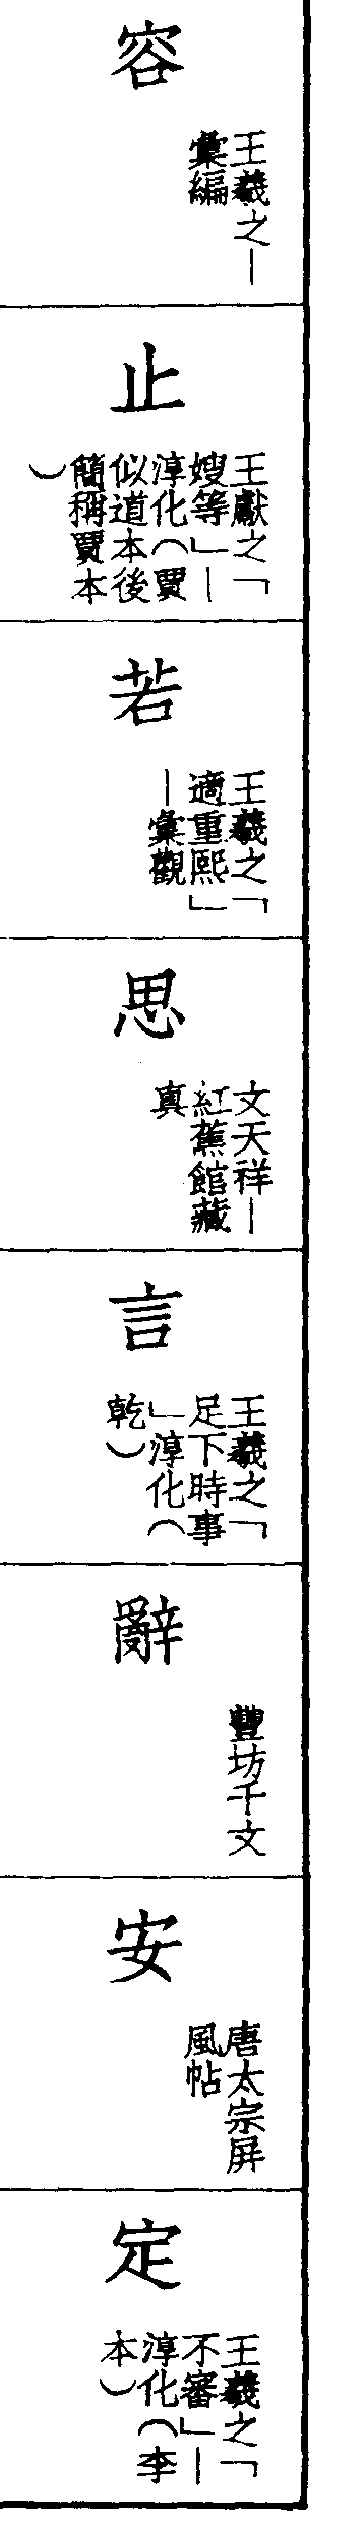 容
王羲之—
彙編
止
王獻之「
嫂等」—
淳化（賈
似道本後
簡稱賈本
）
若
王羲之「
適重熙」
—彙觀
思
文天祥—
紅蕉館藏
真
言
王羲之「
足下時事
」淳化（
乾）
辭
豐坊千文
安
唐太宗屏
風帖
定
王羲之「
不審」—
淳化（李
本）